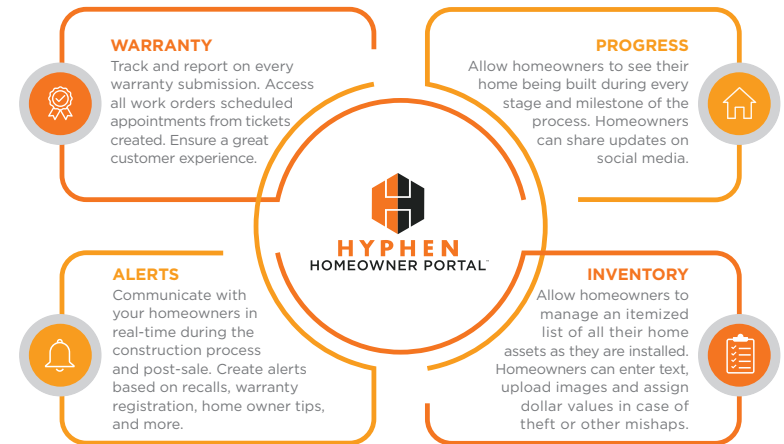 WARRANTY
Track and report on every
warranty submission. Access
all work orders scheduled
appointments from tickets
created. Ensure a great
customer experience.
PROGRESS
Allow homeowners to see their
home being built during every
stage and milestone of the
process. Homeowners
can share updates on
social media.
HYPHEN
HOMEOWNER PORTAL™
ALERTS
Communicate with
your homeowners in
real-time during the
construction process
and post-sale. Create alerts
based on recalls, warranty
registration, home owner tips,
and more.
INVENTORY
Allow homeowners to
manage an itemized
list of all their home
assets as they are installed.
Homeowners can enter text,
upload images and assign
dollar values in case of
theft or other mishaps.